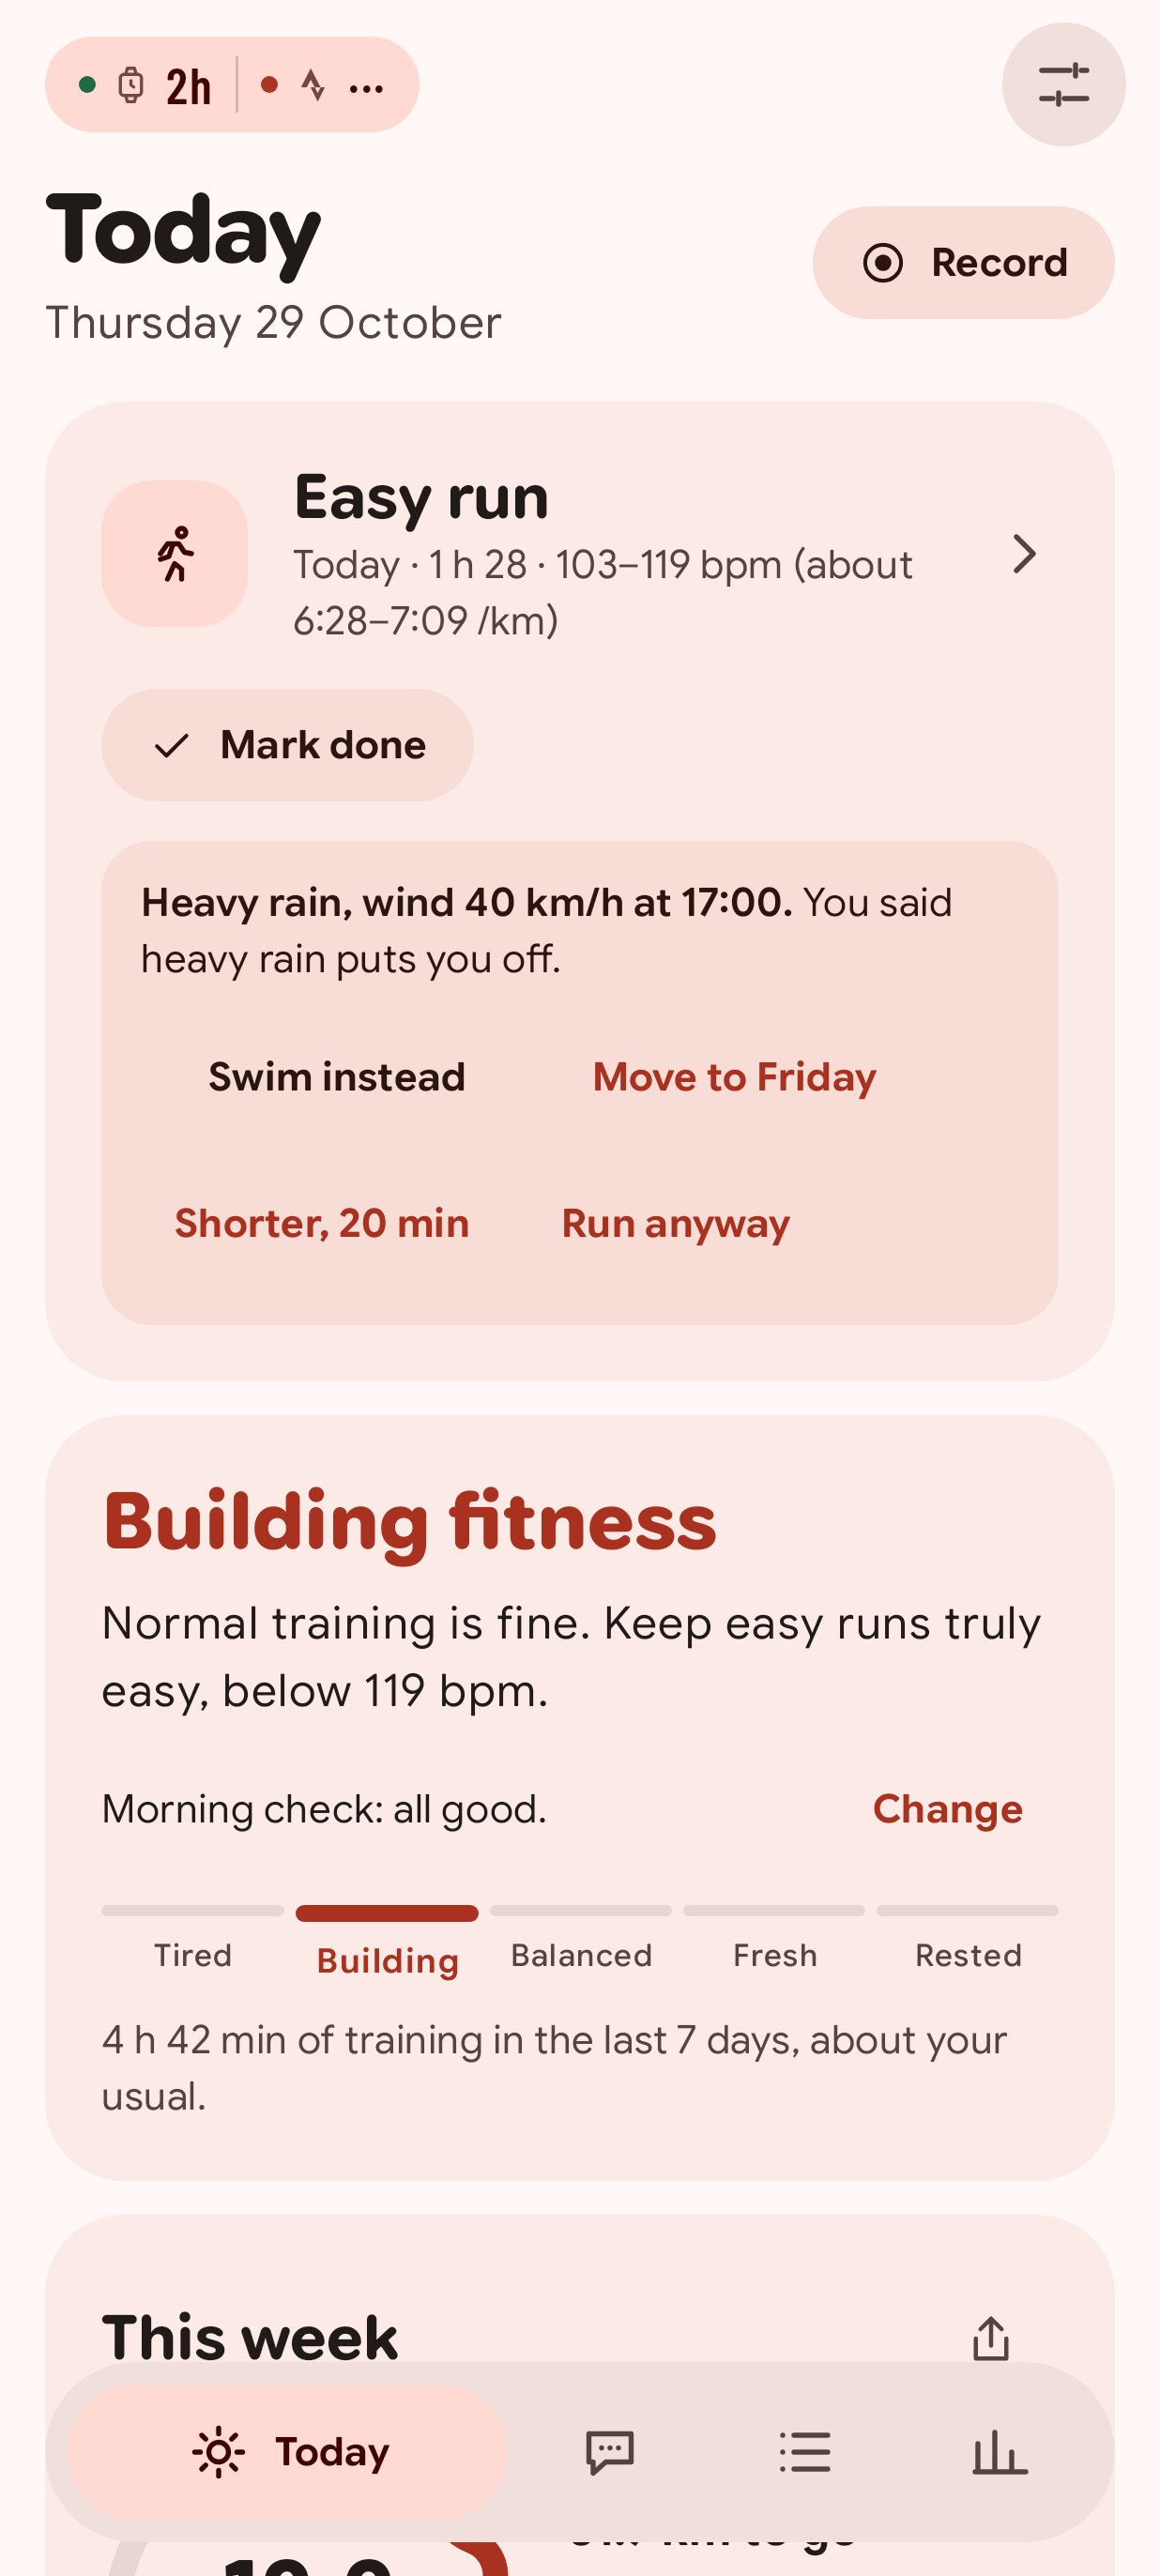 2h ...
Today
Thursday 29 October
Record
Easy run
Today · 1 h 28 · 103–119 bpm (about
6:28–7:09 /km)
Mark done
Heavy rain, wind 40 km/h at 17:00. You said
heavy rain puts you off.
Swim instead
Move to Friday
Shorter, 20 min
Run anyway
Building fitness
Normal training is fine. Keep easy runs truly
easy, below 119 bpm.
Morning check: all good.
Change
Tired
Building
Balanced
Fresh
Rested
4 h 42 min of training in the last 7 days, about your
usual.
This week
Today